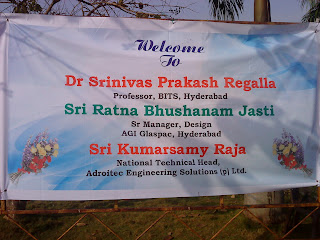 Welcome
To
Dr Srinivas Prakash Regalla
Professor, BITS, Hyderabad
Sri Ratna Bhushanam Jasti
Sr Manager, Design
AGI Glaspac, Hyderabad
Sri Kumarsamy Raja
National Technical Head,
Adroitec Engineering Solutions (p) Ltd.